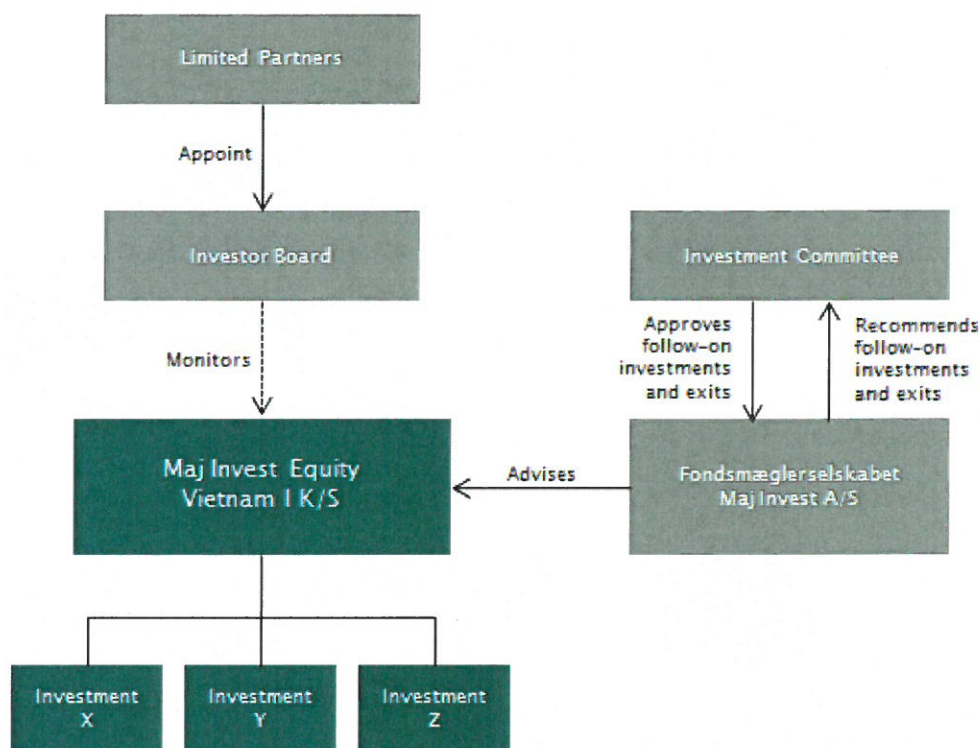 Limited Partners
Appoint
Investor Board
Investment Committee
Monitors
Approves
follow-on
investments
and exits
Recommends
follow-on
investments
and exits
Maj Invest Equity
Vietnam I K/S
Advises
Fondsmæglerselskabet
Maj Invest A/S
Investment
X
Investment
Y
Investment
Z